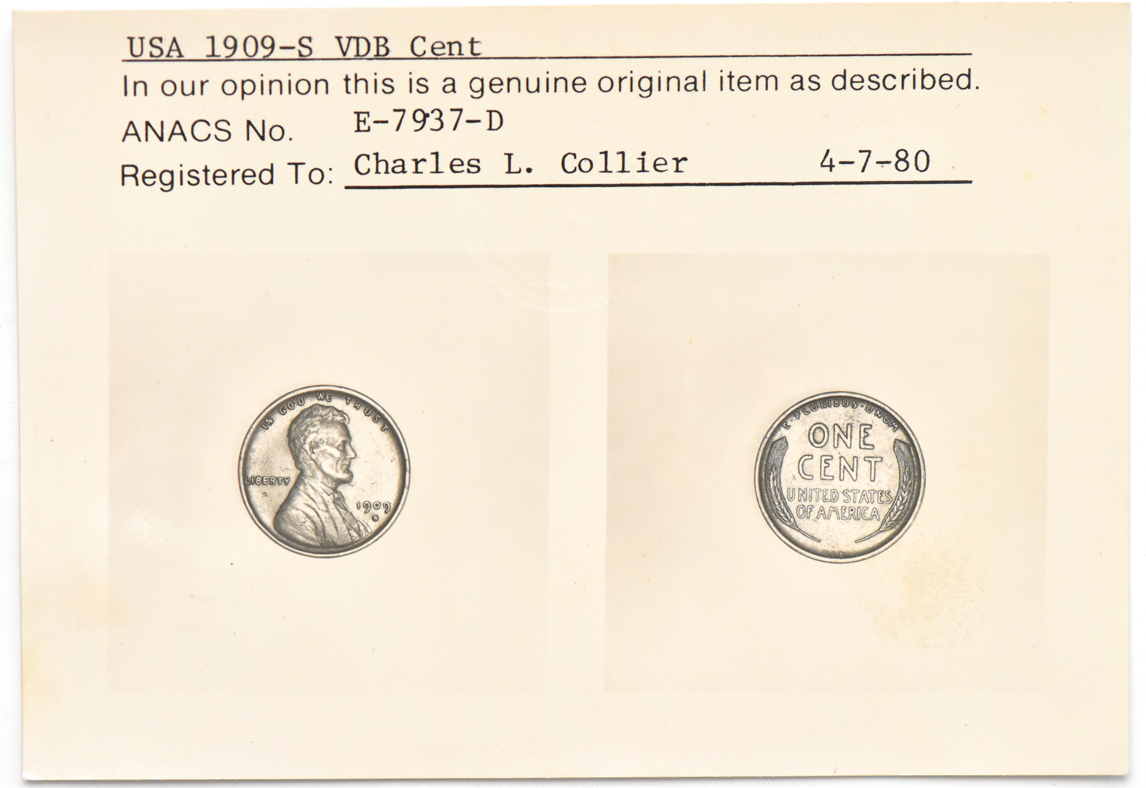 USA 1909-S VDB Cent
In our opinion this is a genuine original item as described.
ANACS No. E-7937-D
Registered To: Charles L. Collier 4-7-80
IN GOD WE TRUST
LIBERTY
1909
S
E·PLURIBUS·UNUM
ONE
CENT
UNITED STATES
OF AMERICA